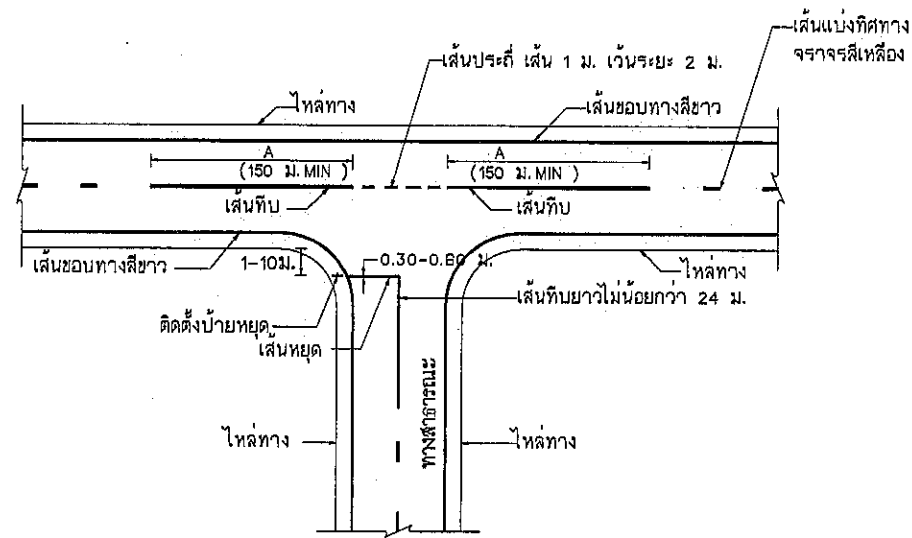 เส้นแบ่งทิศทาง
จราจรสีเหลือง
เส้นประถี่ เส้น 1 ม. เว้นระยะ 2 ม.
ไหล่ทาง
เส้นขอบทางสีขาว
A
(150 ม. MIN )
A
(150 ม. MIN )
เส้นทึบ
เส้นทึบ
เส้นขอบทางสีขาว
1-10ม.
0.30-0.60 ม.
ไหล่ทาง
เส้นทึบยาวไม่น้อยกว่า 24 ม.
ติดตั้งป้ายหยุด
เส้นหยุด
ไหล่ทาง
ทางสาธารณะ
ไหล่ทาง